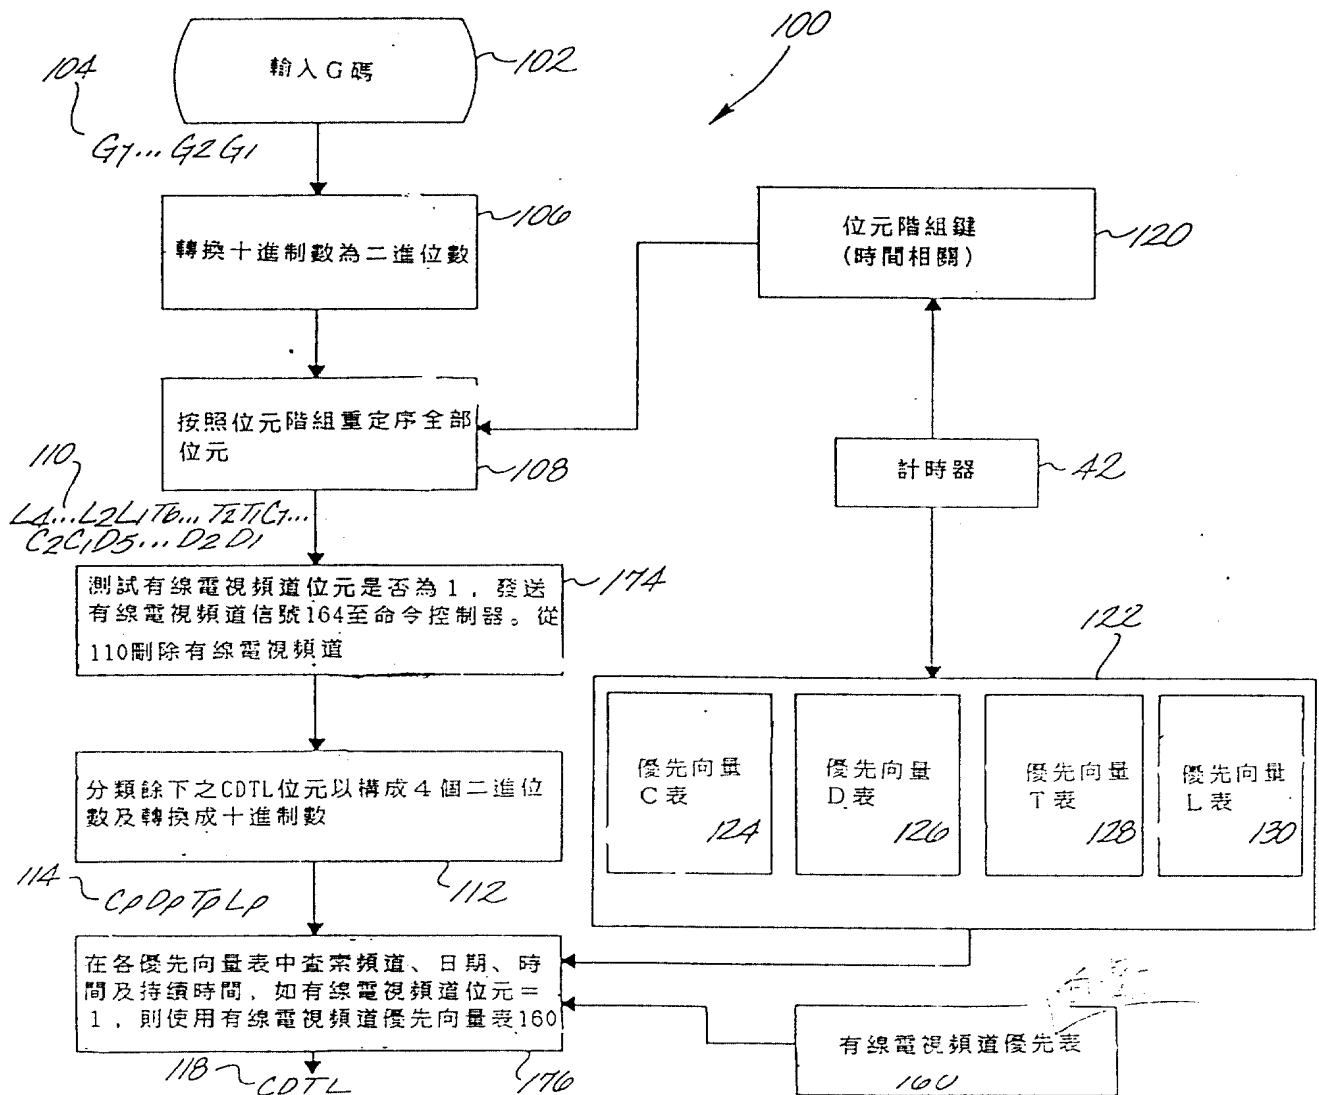 100
輸入G碼
102
104
G7...G2G1
106
轉換十進制數為二進位數
位元階組鍵
(時間相關)
120
按照位元階組重定序全部
位元
108
計時器
42
110
L4...L2L1T6...T2T1C7...
C2C1D5...D2D1
測試有線電視頻道位元是否為1，發送
有線電視頻道信號164至命令控制器。從
110刪除有線電視頻道
174
122
優先向量
C表
124
優先向量
D表
126
優先向量
T表
128
優先向量
L表
130
分類餘下之CDTL位元以構成4個二進位
數及轉換成十進制數
112
114
CpDpTpLp
在各優先向量表中查索頻道、日期、時
間及持續時間，如有線電視頻道位元=
1，則使用有線電視頻道優先向量表160
176
有線電視頻道優先表
160
118
CDTL